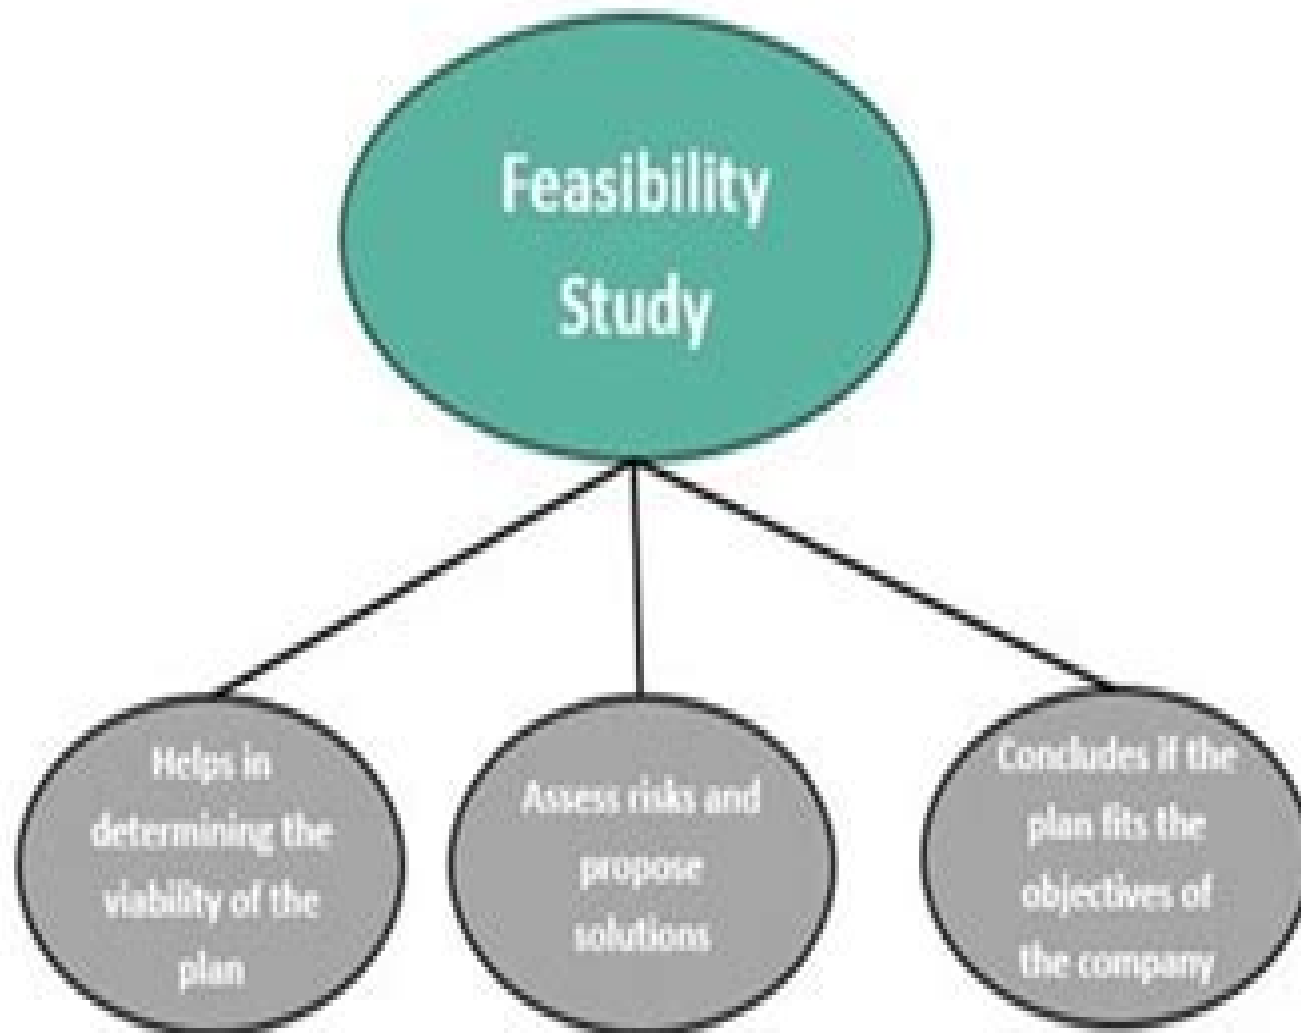 Feasibility
Study
Helps in
determining the
viability of the
plan
Assess risks and
propose
solutions
Concludes if the
plan fits the
objectives of
the company